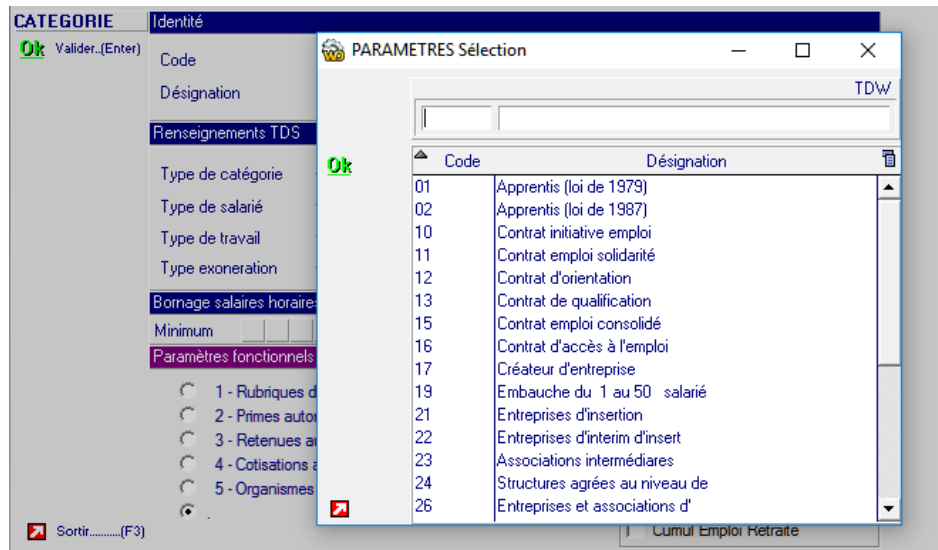 CATEGORIE
Ok Valider..(Enter)
Sortir..........(F3)
Identité
Code
Désignation
Renseignements TDS
Type de catégorie
Type de salarié
Type de travail
Type exoneration
Bornage salaires horaires
Minimum
Paramètres fonctionnels
1 - Rubriques d
2 - Primes auto
3 - Retenues a
4 - Cotisations a
5 - Organismes
.
Cumul Emploi Retraite
PARAMETRES Sélection
TDW
Ok
Code Désignation
01 Apprentis (loi de 1979)
02 Apprentis (loi de 1987)
10 Contrat initiative emploi
11 Contrat emploi solidarité
12 Contrat d'orientation
13 Contrat de qualification
15 Contrat emploi consolidé
16 Contrat d'accès à l'emploi
17 Créateur d'entreprise
19 Embauche du 1 au 50 salarié
21 Entreprises d'insertion
22 Entreprises d'interim d'insert
23 Associations intermédiares
24 Structures agrées au niveau de
26 Entreprises et associations d'